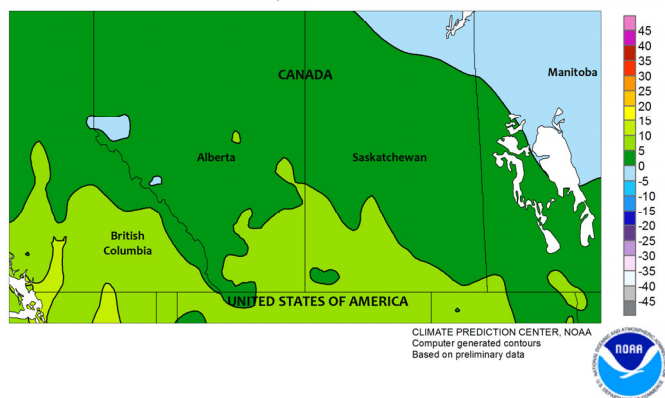 CANADA
Manitoba
Alberta
Saskatchewan
British
Columbia
UNITED STATES OF AMERICA
45
40
35
30
25
20
15
10
5
0
-5
-10
-15
-20
-25
-30
-35
-40
-45
CLIMATE PREDICTION CENTER, NOAA
Computer generated contours
Based on preliminary data
NOAA